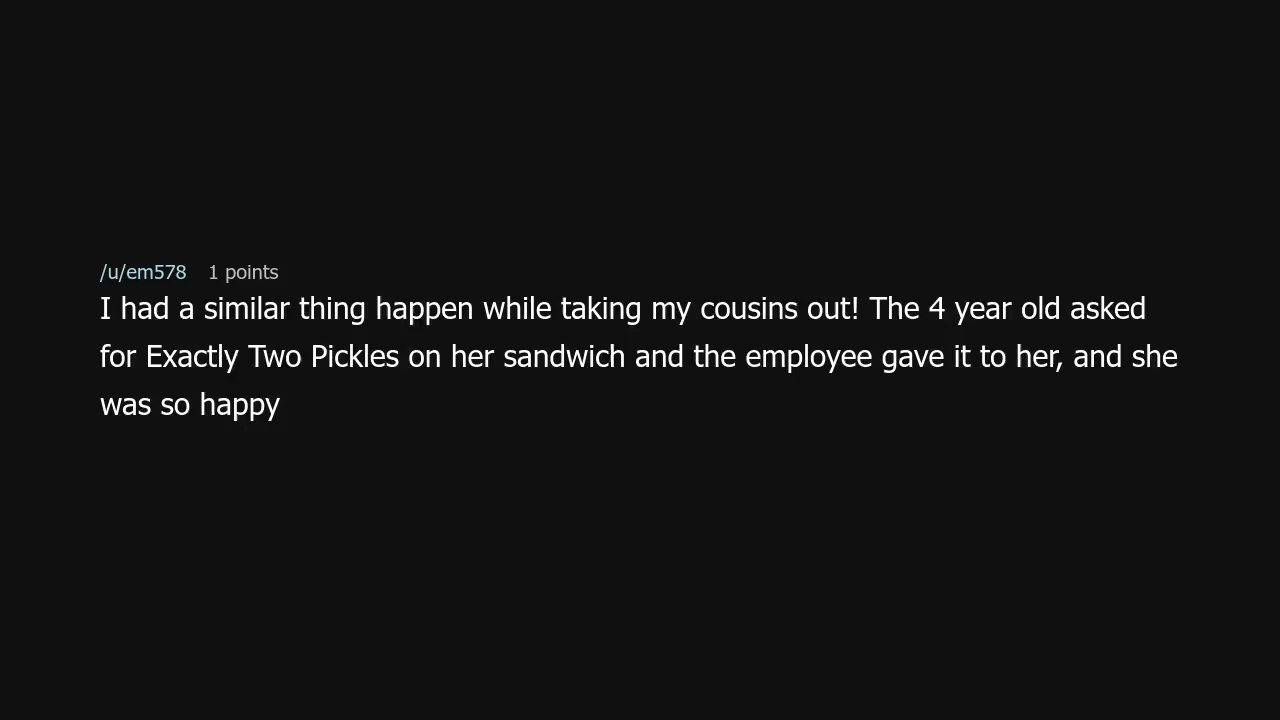 /u/em578 1 points
I had a similar thing happen while taking my cousins out! The 4 year old asked
for Exactly Two Pickles on her sandwich and the employee gave it to her, and she
was so happy